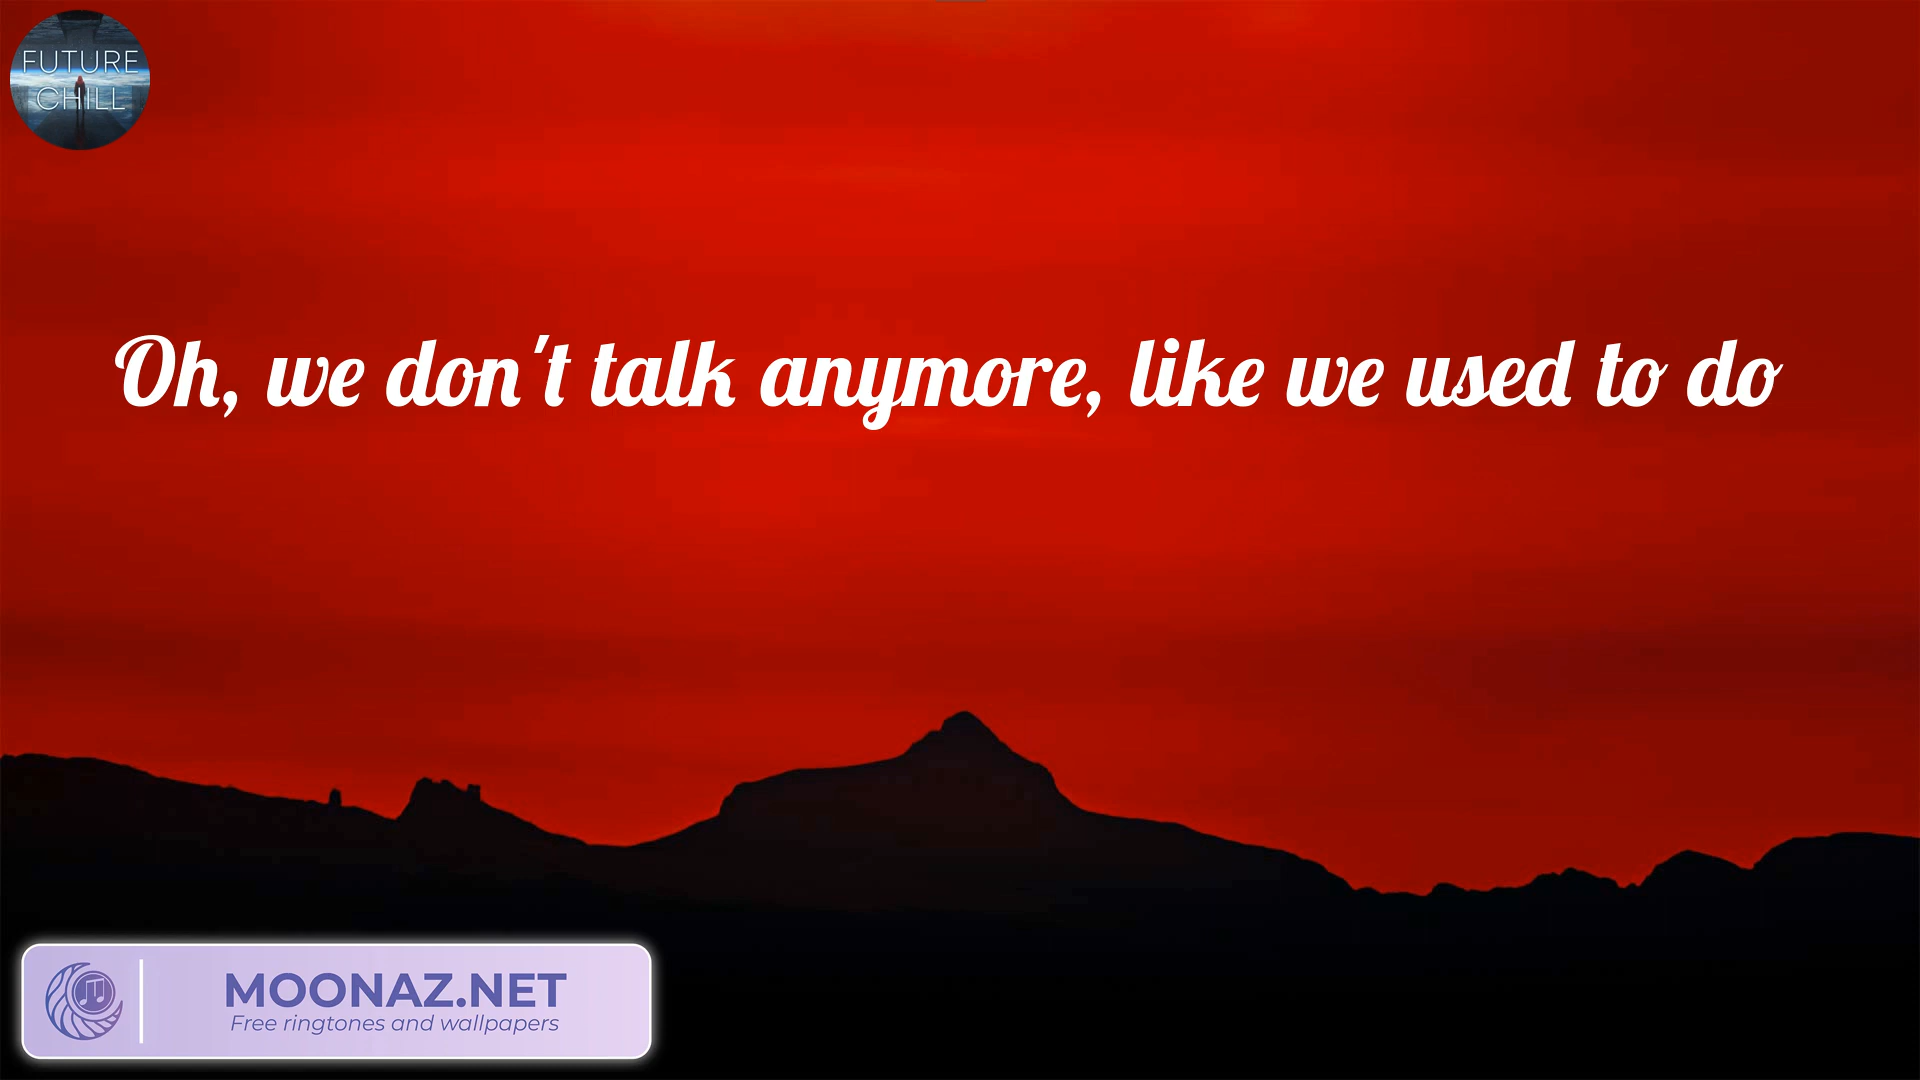 FUTURE
CHILL
Oh, we don't talk anymore, like we used to do
MOONAZ.NET
Free ringtones and wallpapers